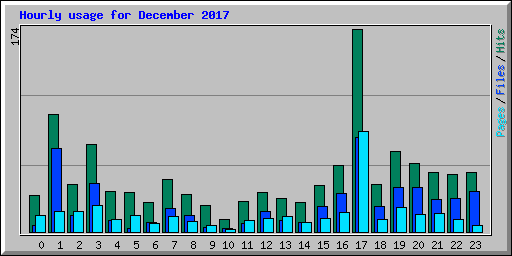 Hourly usage for December 2017
174
Pages/Files/Hits
0 1 2 3 4 5 6 7 8 9 10 11 12 13 14 15 16 17 18 19 20 21 22 23